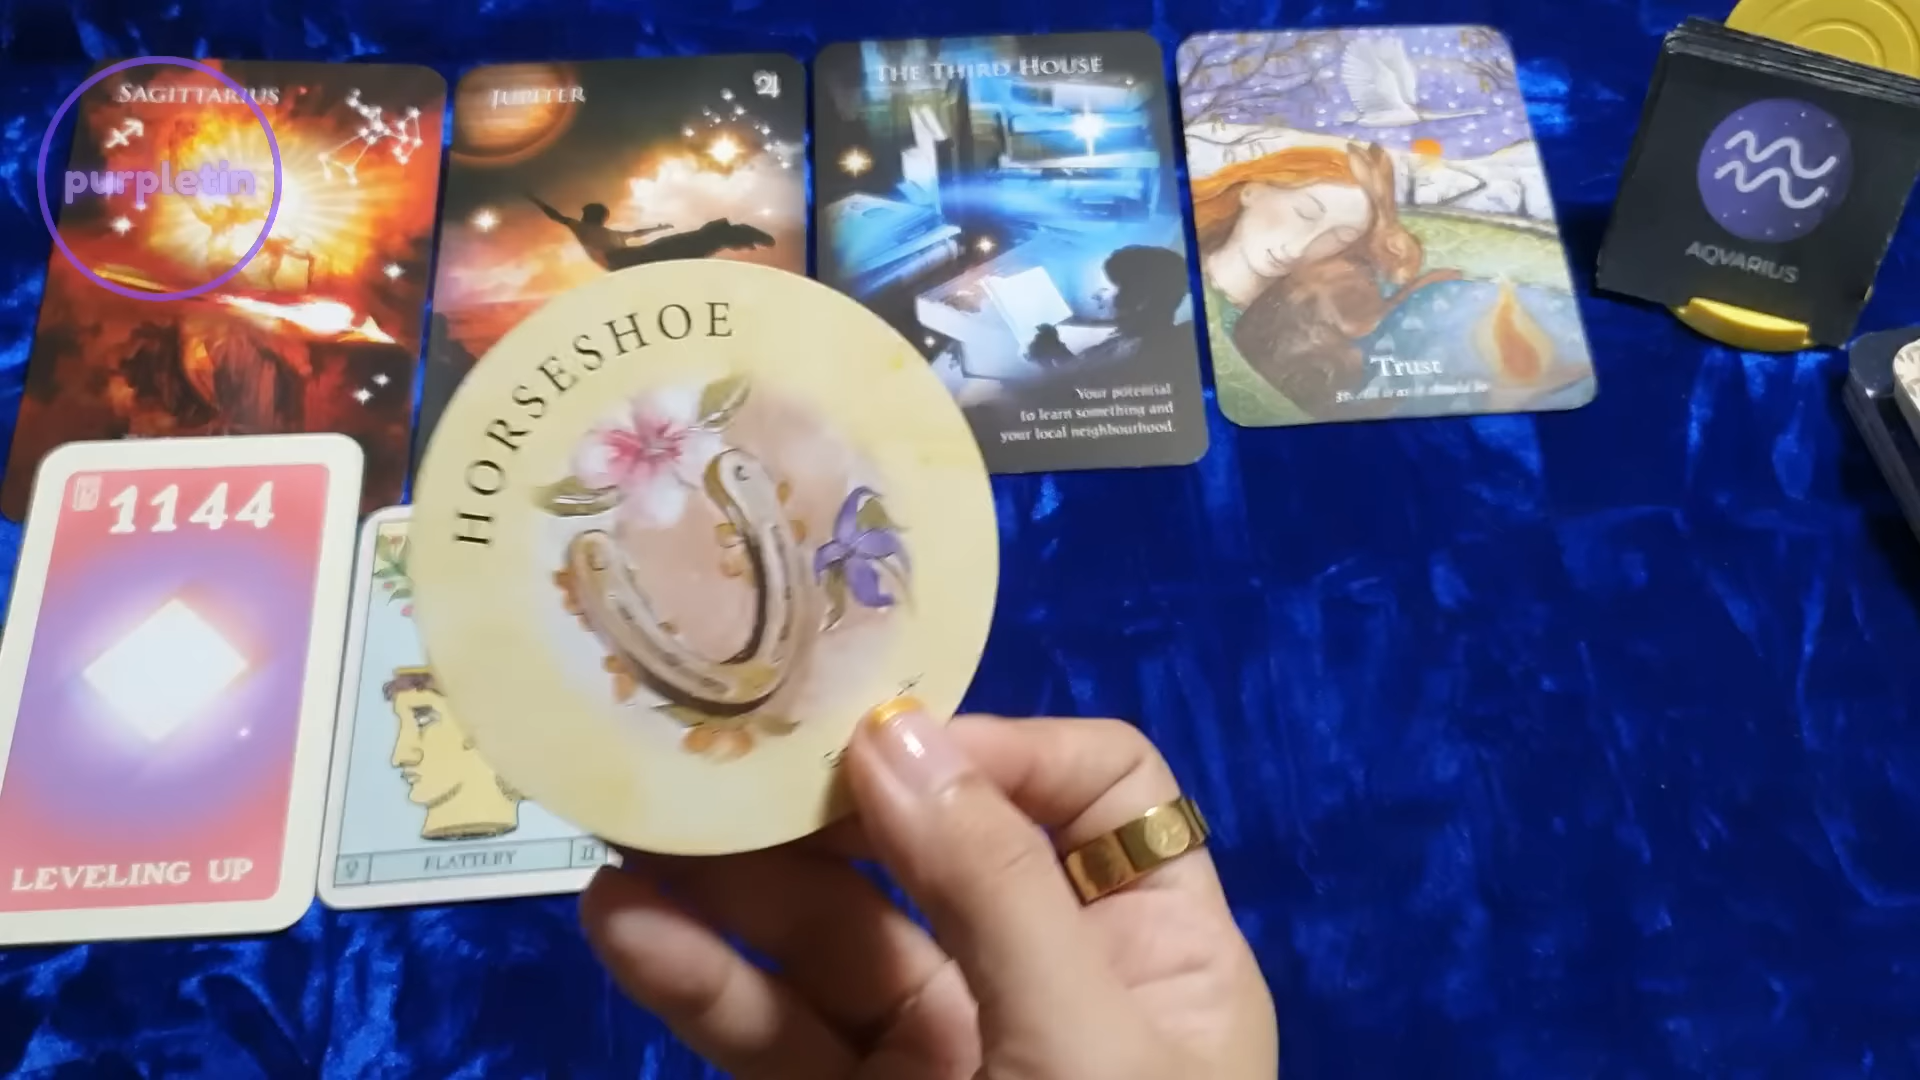 SAGITTARIUS
purpletin
JUPITER
THE THIRD HOUSE
Your potential
to learn something and
your local neighbourhood.
Trust
AQVARIUS
HORSESHOE
1144
LEVELING UP
FLATTERY